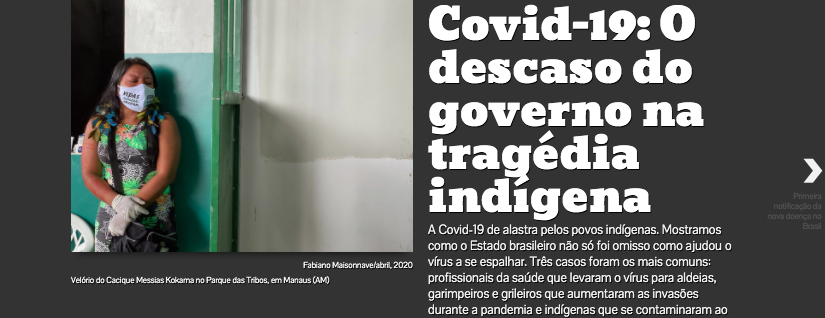 Covid-19: O
descaso do
governo na
tragédia
indígena
A Covid-19 de alastra pelos povos indígenas. Mostramos
como o Estado brasileiro não só foi omisso como ajudou o
vírus a se espalhar. Três casos foram os mais comuns:
profissionais da saúde que levaram o vírus para aldeias,
garimpeiros e grileiros que aumentaram as invasões
durante a pandemia e indígenas que se contaminaram ao
Fabiano Maisonnave/abril, 2020
Velório do Cacique Messias Kokama no Parque das Tribos, em Manaus (AM)
Primeira
notificação da
nova doença no
Brasil
VIDAS